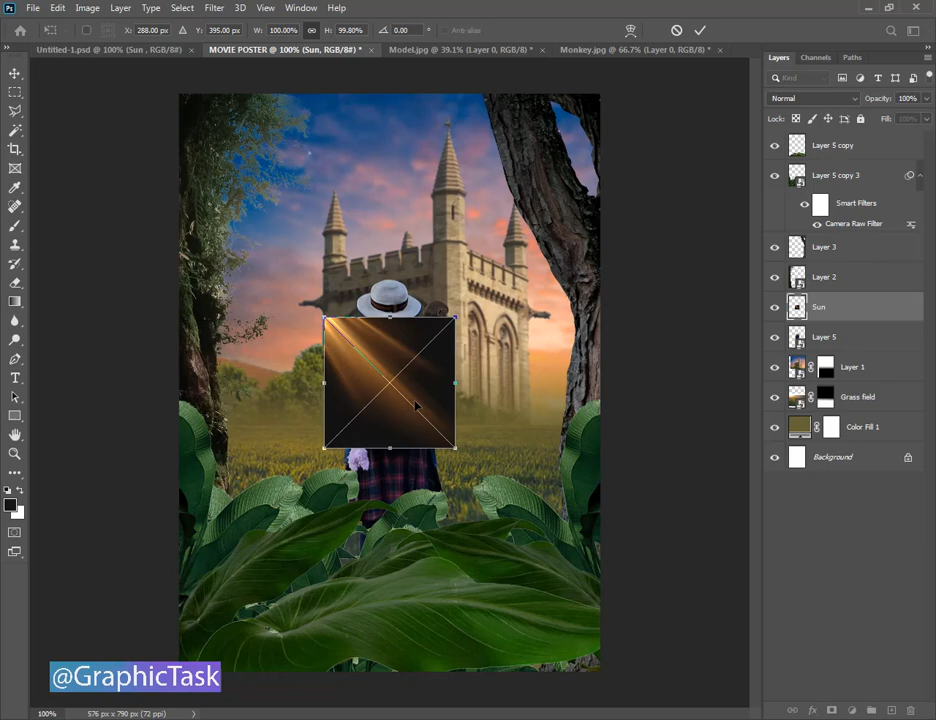 Ps File Edit Image Layer Type Select Filter 3D View Window Help
X: 288.00 px Y: 395.00 px W: 100.00% H: 99.80% 0.00 ° Anti-alias
Untitled-1.psd @ 100% (Sun , RGB/8#) × MOVIE POSTER @ 100% (Sun, RGB/8#) * × Model.jpg @ 39.1% (Layer 0, RGB/8) * × Monkey.jpg @ 66.7% (Layer 0, RGB/8*) * ×
Layers Channels Paths
Kind
Normal Opacity: 100%
Lock: Fill: 100%
Layer 5 copy
Layer 5 copy 3
Smart Filters
Camera Raw Filter
Layer 3
Layer 2
Sun
Layer 5
Layer 1
Grass field
Color Fill 1
Background
@GraphicTask
100% 576 px x 790 px (72 ppi)